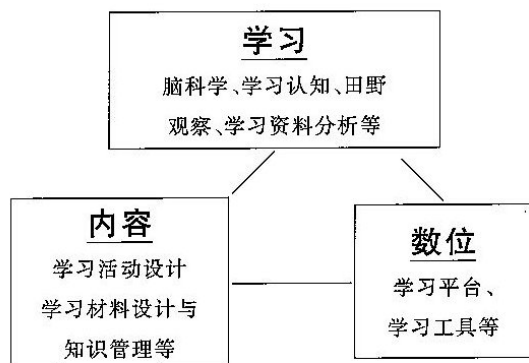 学习
脑科学、学习认知、田野
观察、学习资料分析等
内容
学习活动设计
学习材料设计与
知识管理等
数位
学习平台、
学习工具等